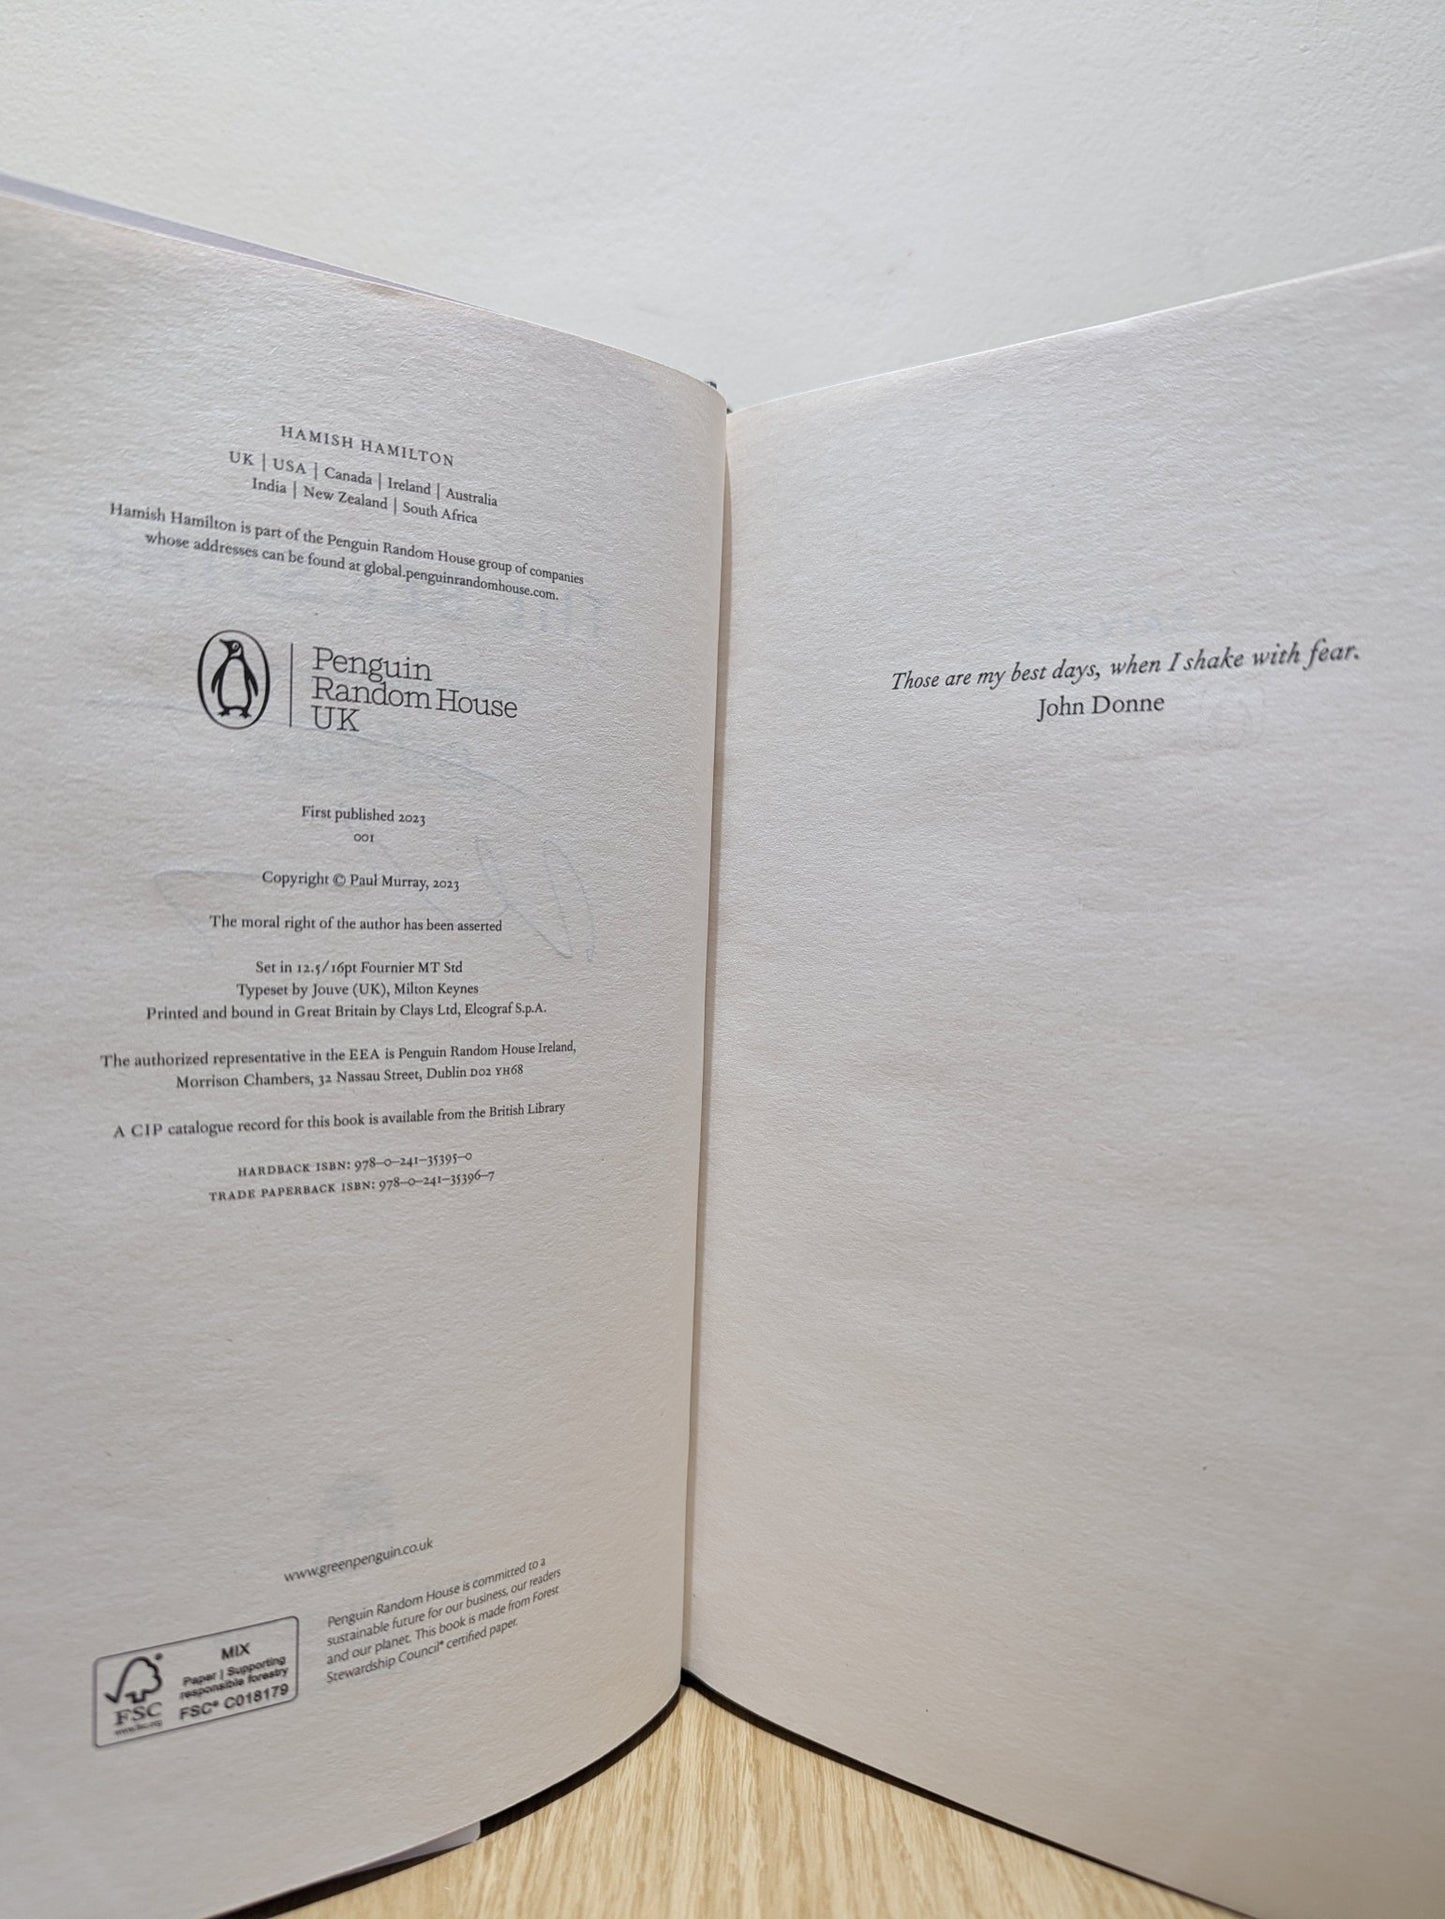 HAMISH HAMILTON
UK | USA | Canada | Ireland | Australia
India | New Zealand | South Africa
Hamish Hamilton is part of the Penguin Random House group of companies
whose addresses can be found at global.penguinrandomhouse.com.
Penguin
Random House
UK
First published 2023
001
Copyright © Paul Murray, 2023
The moral right of the author has been asserted
Set in 12.5/16pt Fournier MT Std
Typeset by Jouve (UK), Milton Keynes
Printed and bound in Great Britain by Clays Ltd, Elcograf S.p.A.
The authorized representative in the EEA is Penguin Random House Ireland,
Morrison Chambers, 32 Nassau Street, Dublin D02 YH68
A CIP catalogue record for this book is available from the British Library
HARDBACK ISBN: 978-0-241-35395-0
TRADE PAPERBACK ISBN: 978-0-241-35396-7
www.greenpenguin.co.uk
MIX
Paper | Supporting
responsible forestry
FSC® C018179
FSC
www.fsc.org
Penguin Random House is committed to a
sustainable future for our business, our readers
and our planet. This book is made from Forest
Stewardship Council® certified paper.
Those are my best days, when I shake with fear.
John Donne